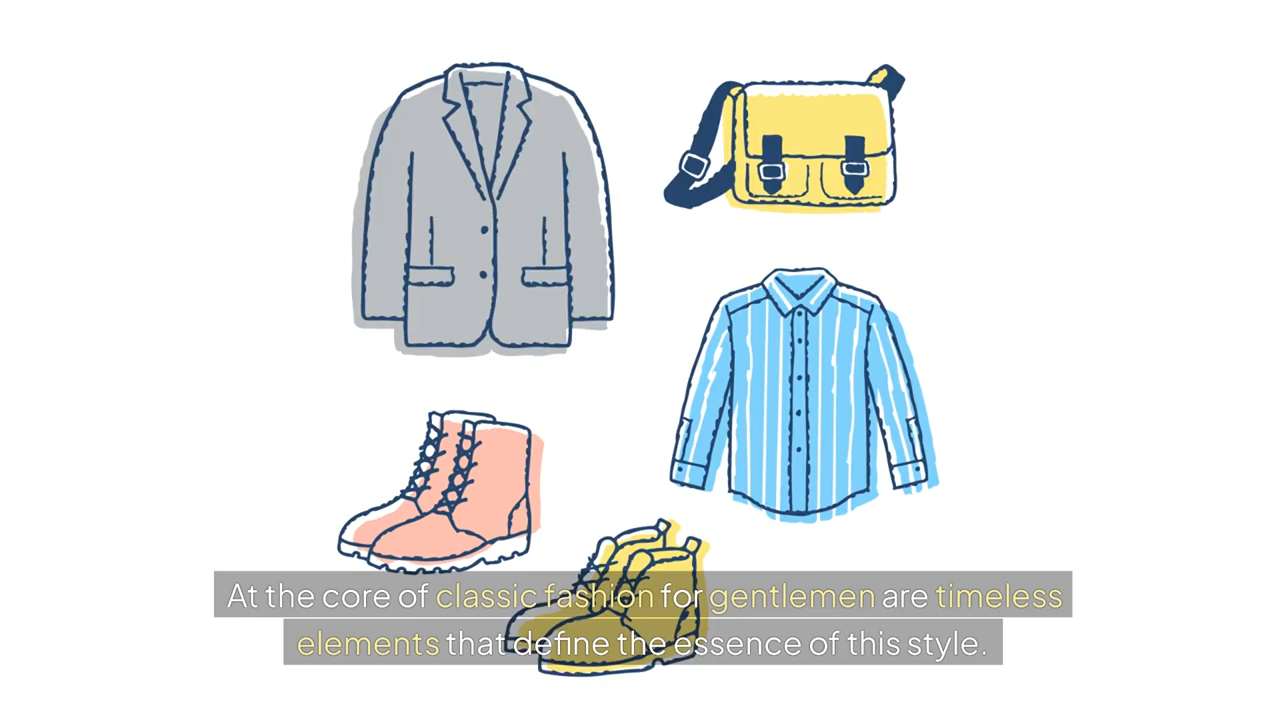 At the core of classic fashion for gentlemen are timeless
elements that define the essence of this style.